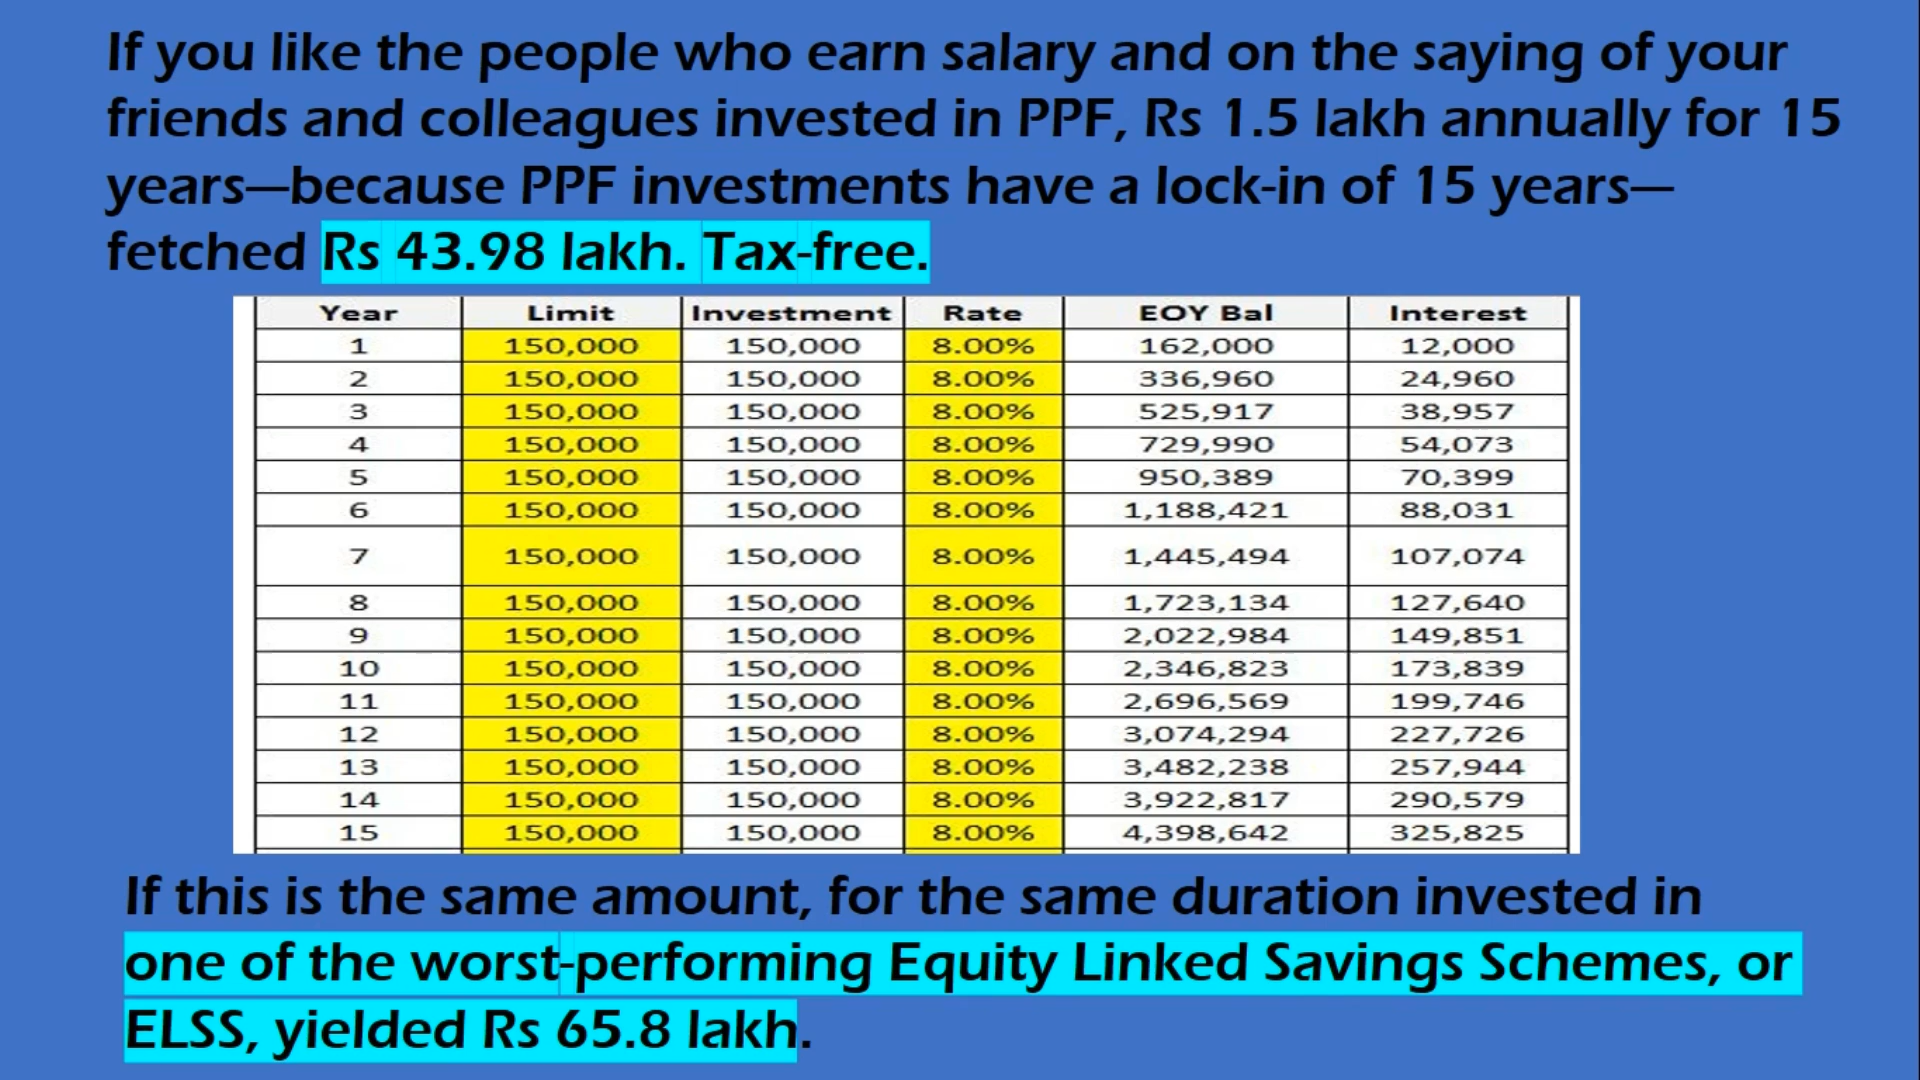 If you like the people who earn salary and on the saying of your
friends and colleagues invested in PPF, Rs 1.5 lakh annually for 15
years—because PPF investments have a lock-in of 15 years—
fetched Rs 43.98 lakh. Tax-free.
Year Limit Investment Rate EOY Bal Interest
1 150,000 150,000 8.00% 162,000 12,000
2 150,000 150,000 8.00% 336,960 24,960
3 150,000 150,000 8.00% 525,917 38,957
4 150,000 150,000 8.00% 729,990 54,073
5 150,000 150,000 8.00% 950,389 70,399
6 150,000 150,000 8.00% 1,188,421 88,031
7 150,000 150,000 8.00% 1,445,494 107,074
8 150,000 150,000 8.00% 1,723,134 127,640
9 150,000 150,000 8.00% 2,022,984 149,851
10 150,000 150,000 8.00% 2,346,823 173,839
11 150,000 150,000 8.00% 2,696,569 199,746
12 150,000 150,000 8.00% 3,074,294 227,726
13 150,000 150,000 8.00% 3,482,238 257,944
14 150,000 150,000 8.00% 3,922,817 290,579
15 150,000 150,000 8.00% 4,398,642 325,825
If this is the same amount, for the same duration invested in
one of the worst-performing Equity Linked Savings Schemes, or
ELSS, yielded Rs 65.8 lakh.